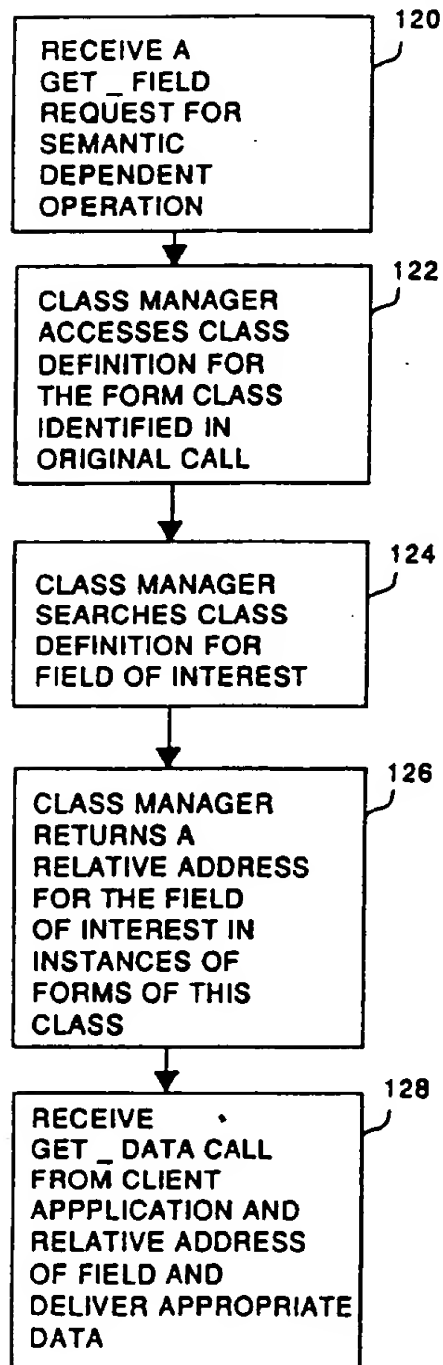 120
RECEIVE A
GET _ FIELD
REQUEST FOR
SEMANTIC
DEPENDENT
OPERATION
122
CLASS MANAGER
ACCESSES CLASS
DEFINITION FOR
THE FORM CLASS
IDENTIFIED IN
ORIGINAL CALL
124
CLASS MANAGER
SEARCHES CLASS
DEFINITION FOR
FIELD OF INTEREST
126
CLASS MANAGER
RETURNS A
RELATIVE ADDRESS
FOR THE FIELD
OF INTEREST IN
INSTANCES OF
FORMS OF THIS
CLASS
128
RECEIVE
GET _ DATA CALL
FROM CLIENT
APPPLICATION AND
RELATIVE ADDRESS
OF FIELD AND
DELIVER APPROPRIATE
DATA